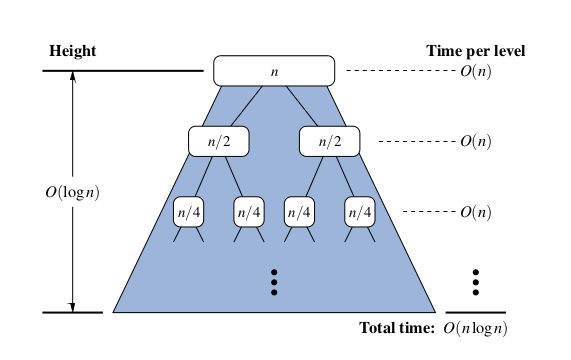 Height Time per level
n O(n)
n/2 n/2 O(n)
O(log n) n/4 n/4 n/4 n/4 O(n)
Total time: O(n log n)